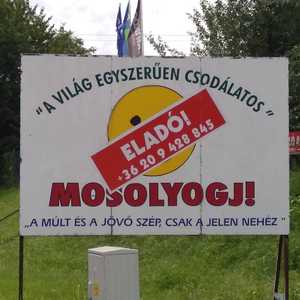 "A VILÁG EGYSZERŰEN CSODÁLATOS"
ELADÓ!
+36 20 9 428 845
MOSOLYOGJ!
„A MÚLT ÉS A JÖVŐ SZÉP, CSAK A JELEN NEHÉZ"